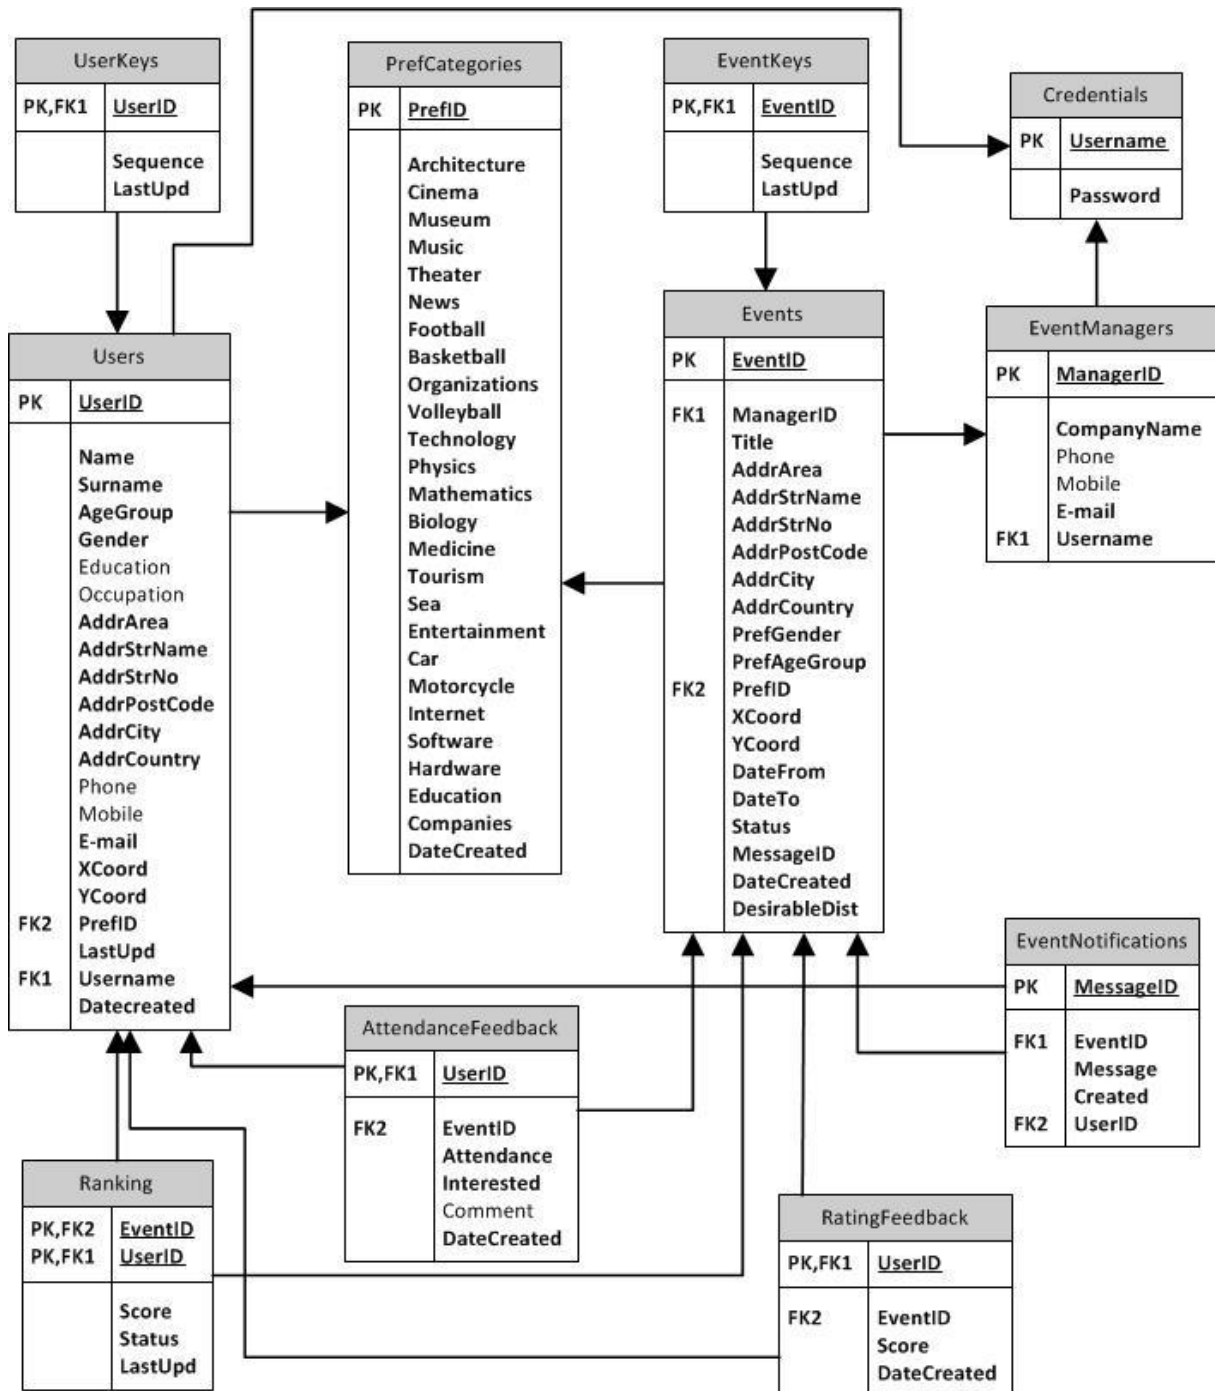 UserKeys
PK,FK1 UserID
Sequence
LastUpd
PrefCategories
PK PrefID
Architecture
Cinema
Museum
Music
Theater
News
Football
Basketball
Organizations
Volleyball
Technology
Physics
Mathematics
Biology
Medicine
Tourism
Sea
Entertainment
Car
Motorcycle
Internet
Software
Hardware
Education
Companies
DateCreated
EventKeys
PK,FK1 EventID
Sequence
LastUpd
Credentials
PK Username
Password
Users
PK UserID
Name
Surname
AgeGroup
Gender
Education
Occupation
AddrArea
AddrStrName
AddrStrNo
AddrPostCode
AddrCity
AddrCountry
Phone
Mobile
E-mail
XCoord
YCoord
FK2 PrefID
LastUpd
FK1 Username
Datecreated
Events
PK EventID
FK1 ManagerID
Title
AddrArea
AddrStrName
AddrStrNo
AddrPostCode
AddrCity
AddrCountry
PrefGender
PrefAgeGroup
FK2 PrefID
XCoord
YCoord
DateFrom
DateTo
Status
MessageID
DateCreated
DesirableDist
EventManagers
PK ManagerID
CompanyName
Phone
Mobile
E-mail
FK1 Username
EventNotifications
PK MessageID
FK1 EventID
Message
Created
FK2 UserID
AttendanceFeedback
PK,FK1 UserID
FK2 EventID
Attendance
Interested
Comment
DateCreated
Ranking
PK,FK2 EventID
PK,FK1 UserID
Score
Status
LastUpd
RatingFeedback
PK,FK1 UserID
FK2 EventID
Score
DateCreated